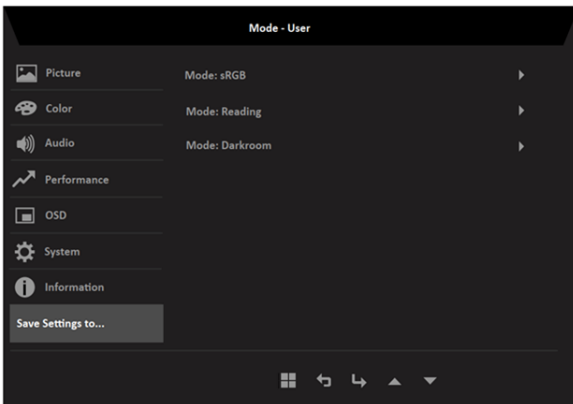 Mode - User
Picture
Color
Audio
Performance
OSD
System
Information
Save Settings to...
Mode: sRGB
Mode: Reading
Mode: Darkroom